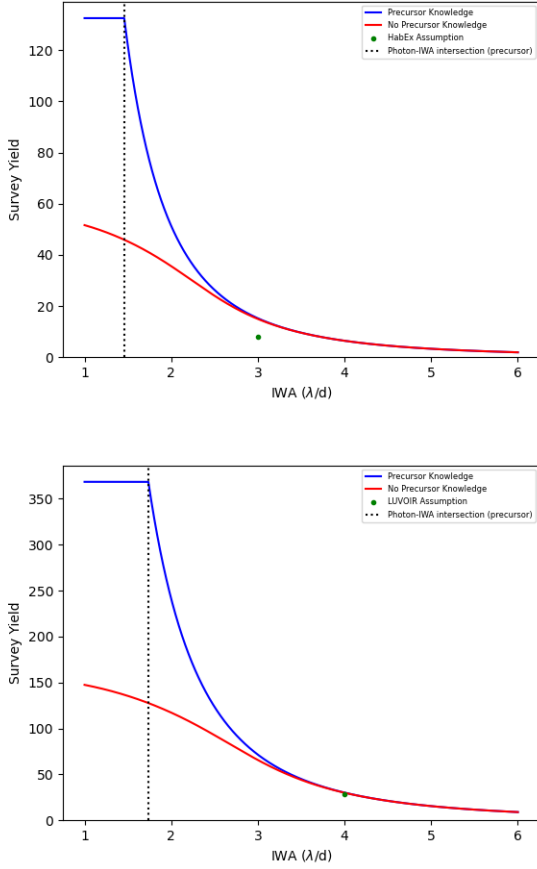 Precursor Knowledge
No Precursor Knowledge
HabEx Assumption
Photon-IWA intersection (precursor)
120
100
80
60
40
20
0
Survey Yield
1 2 3 4 5 6
IWA (λ/d)
Precursor Knowledge
No Precursor Knowledge
LUVOIR Assumption
Photon-IWA intersection (precursor)
350
300
250
200
150
100
50
0
Survey Yield
1 2 3 4 5 6
IWA (λ/d)